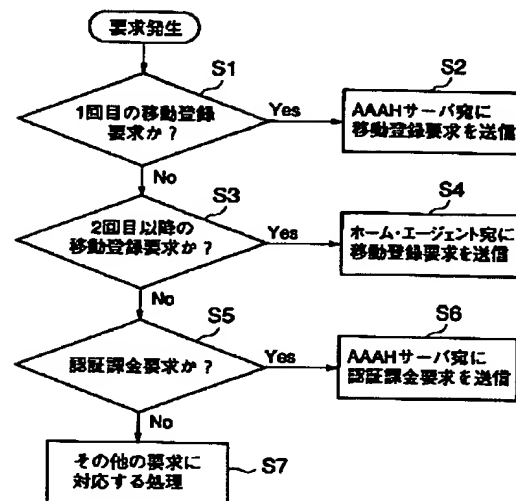 要求発生
S1
1回目の移動登録
要求か?
Yes
S2
AAAHサーバ宛に
移動登録要求を送信
No
S3
2回目以降の
移動登録要求か?
Yes
S4
ホーム・エージェント宛に
移動登録要求を送信
No
S5
認証課金要求か?
Yes
S6
AAAHサーバ宛に
認証課金要求を送信
No
その他の要求に
対応する処理
S7